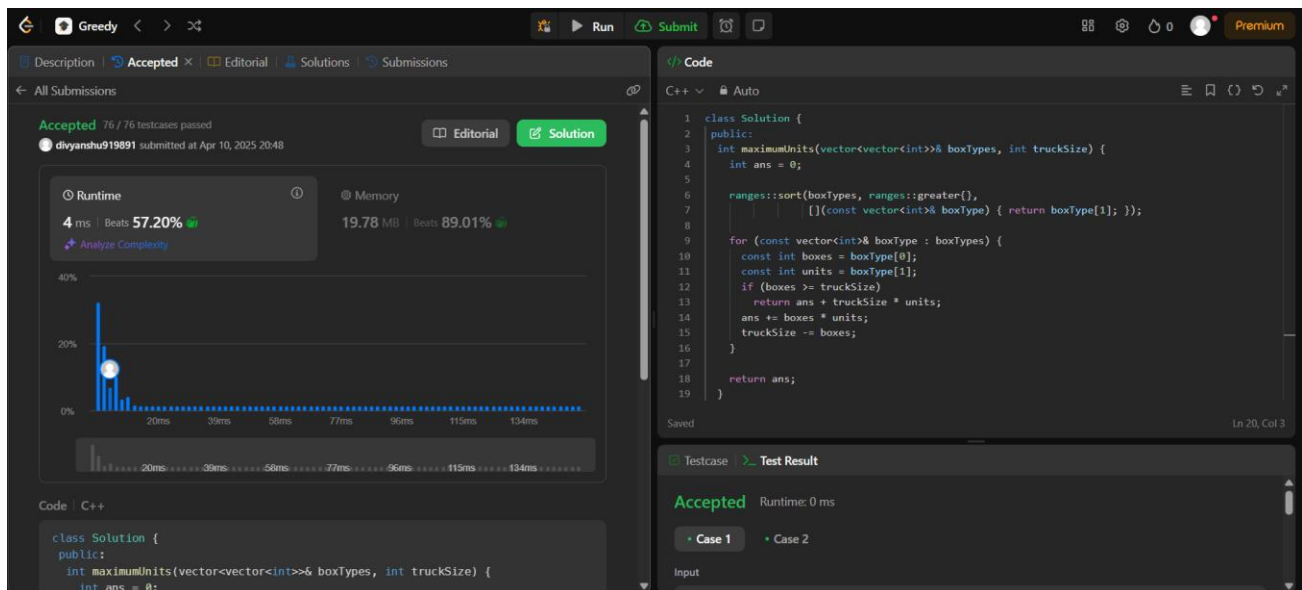 Greedy
Run
Submit
0
Premium
Description
Accepted
Editorial
Solutions
Submissions
All Submissions
Accepted 76 / 76 testcases passed
divyanshu919891 submitted at Apr 10, 2025 20:48
Editorial
Solution
Runtime
4 ms Beats 57.20%
Analyze Complexity
Memory
19.78 MB Beats 89.01%
40%
20%
0%
20ms 39ms 58ms 77ms 96ms 115ms 134ms
20ms 39ms 58ms 77ms 96ms 115ms 134ms
Code C++
class Solution {
public:
int maximumUnits(vector<vector<int>>& boxTypes, int truckSize) {
int ans = 0;
</> Code
C++ Auto
1 class Solution {
2 public:
3 int maximumUnits(vector<vector<int>>& boxTypes, int truckSize) {
4 int ans = 0;
5
6 ranges::sort(boxTypes, ranges::greater{},
7 [](const vector<int>& boxType) { return boxType[1]; });
8
9 for (const vector<int>& boxType : boxTypes) {
10 const int boxes = boxType[0];
11 const int units = boxType[1];
12 if (boxes >= truckSize)
13 return ans + truckSize * units;
14 ans += boxes * units;
15 truckSize -= boxes;
16 }
17
18 return ans;
19 }
Saved
Ln 20, Col 3
Testcase
Test Result
Accepted Runtime: 0 ms
Case 1
Case 2
Input